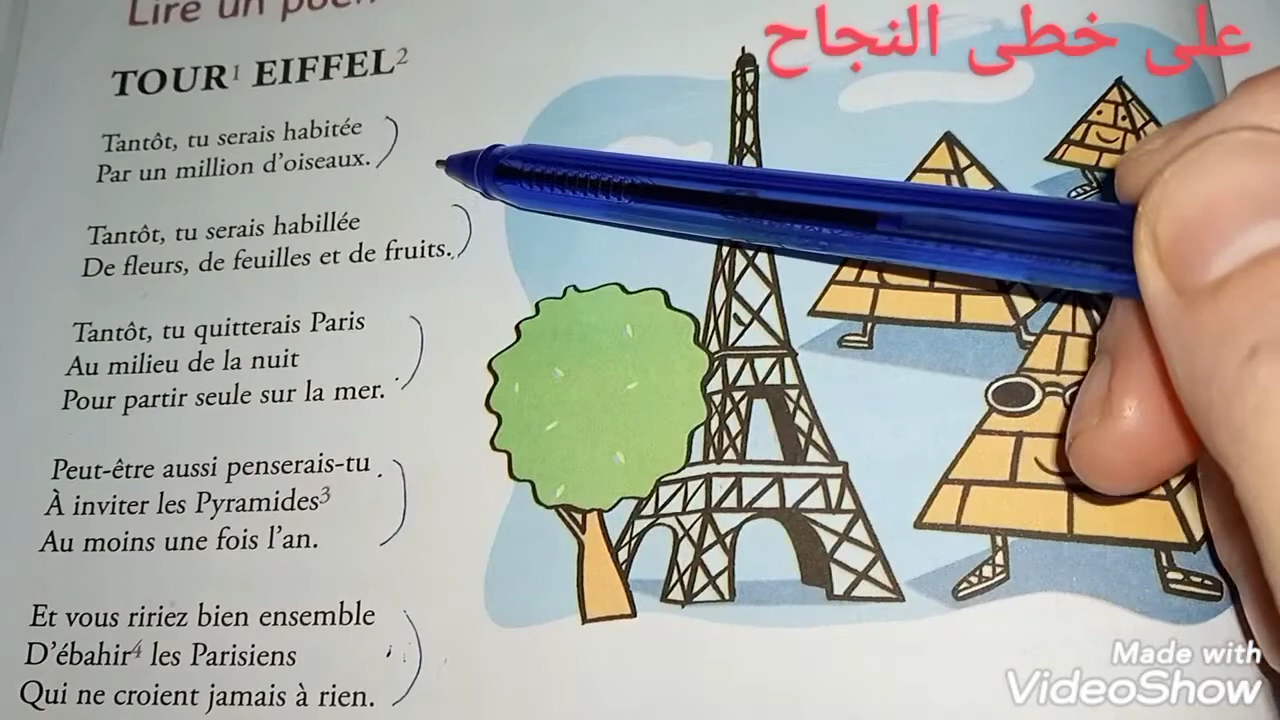 Lire un poèm
على خطى النجاح
TOUR¹ EIFFEL²
Tantôt, tu serais habitée
Par un million d'oiseaux.
Tantôt, tu serais habillée
De fleurs, de feuilles et de fruits.
Tantôt, tu quitterais Paris
Au milieu de la nuit
Pour partir seule sur la mer.
Peut-être aussi penserais-tu
À inviter les Pyramides³
Au moins une fois l'an.
Et vous ririez bien ensemble
D'ébahir⁴ les Parisiens
Qui ne croient jamais à rien.
Made with
VideoShow